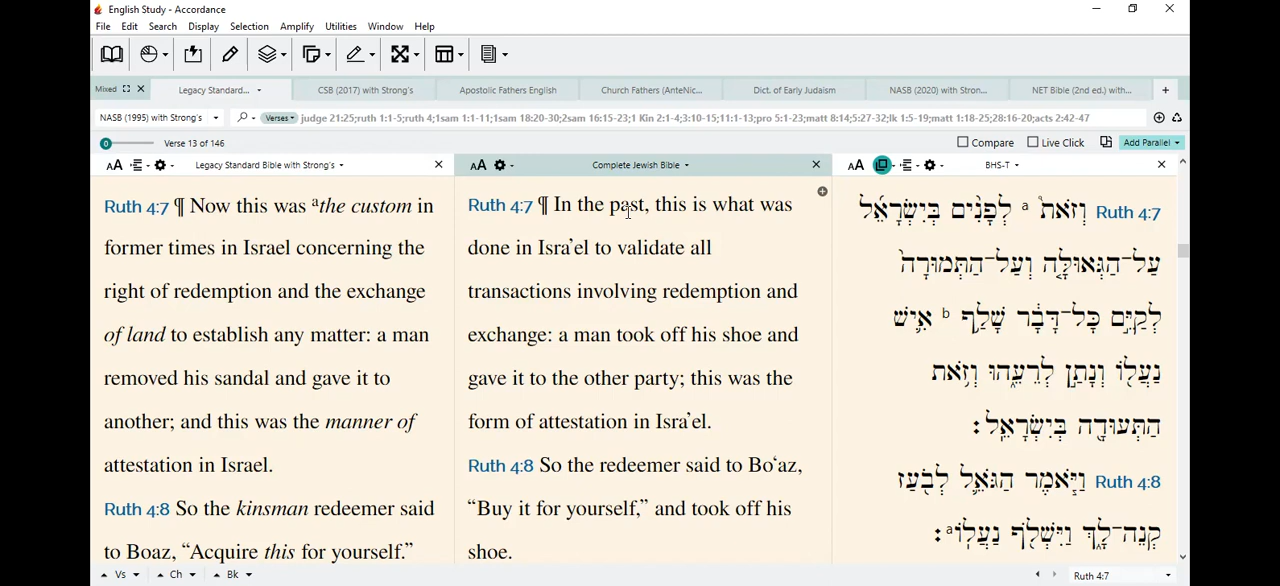 English Study - Accordance
File Edit Search Display Selection Amplify Utilities Window Help
Mixed Legacy Standard... CSB (2017) with Strong's Apostolic Fathers English Church Fathers (AnteNic... Dict. of Early Judaism NASB (2020) with Stron... NET Bible (2nd ed.) with... +
NASB (1995) with Strong's Verses judge 21:25;ruth 1:1-5;ruth 4;1sam 1:1-11;1sam 18:20-30;2sam 16:15-23;1 Kin 2:1-4;3:10-15;11:1-13;pro 5:1-23;matt 8:14;5:27-32;lk 1:5-19;matt 1:18-25;28:16-20;acts 2:42-47
0 Verse 13 of 146 Compare Live Click Add Parallel
AA Legacy Standard Bible with Strong's
Ruth 4:7 ¶ Now this was a the custom in
former times in Israel concerning the
right of redemption and the exchange
of land to establish any matter: a man
removed his sandal and gave it to
another; and this was the manner of
attestation in Israel.
Ruth 4:8 So the kinsman redeemer said
to Boaz, “Acquire this for yourself.”
AA Complete Jewish Bible
Ruth 4:7 ¶ In the past, this is what was
done in Isra’el to validate all
transactions involving redemption and
exchange: a man took off his shoe and
gave it to the other party; this was the
form of attestation in Isra’el.
Ruth 4:8 So the redeemer said to Bo‘az,
“Buy it for yourself,” and took off his
shoe.
AA BHS-T
Ruth 4:7 וְזֹאת֩ a לְפָנִ֨ים בְּיִשְׂרָאֵ֜ל
עַל־הַגְּאוּלָּ֤ה וְעַל־הַתְּמוּרָה֙
לְקַיֵּ֣ם כָּל־דָּבָ֔ר שָׁלַ֥ף b אִ֛ישׁ
נַעֲל֖וֹ וְנָתַ֣ן לְרֵעֵ֑הוּ וְזֹ֥את
הַתְּעוּדָ֖ה בְּיִשְׂרָאֵֽל׃
Ruth 4:8 וַיֹּ֧אמֶר הַגֹּאֵ֛ל לְבֹ֖עַז
קְנֵה־לָ֑ךְ וַיִּשְׁלֹ֖ף נַעֲלֽוֹ a׃
Vs Ch Bk Ruth 4:7